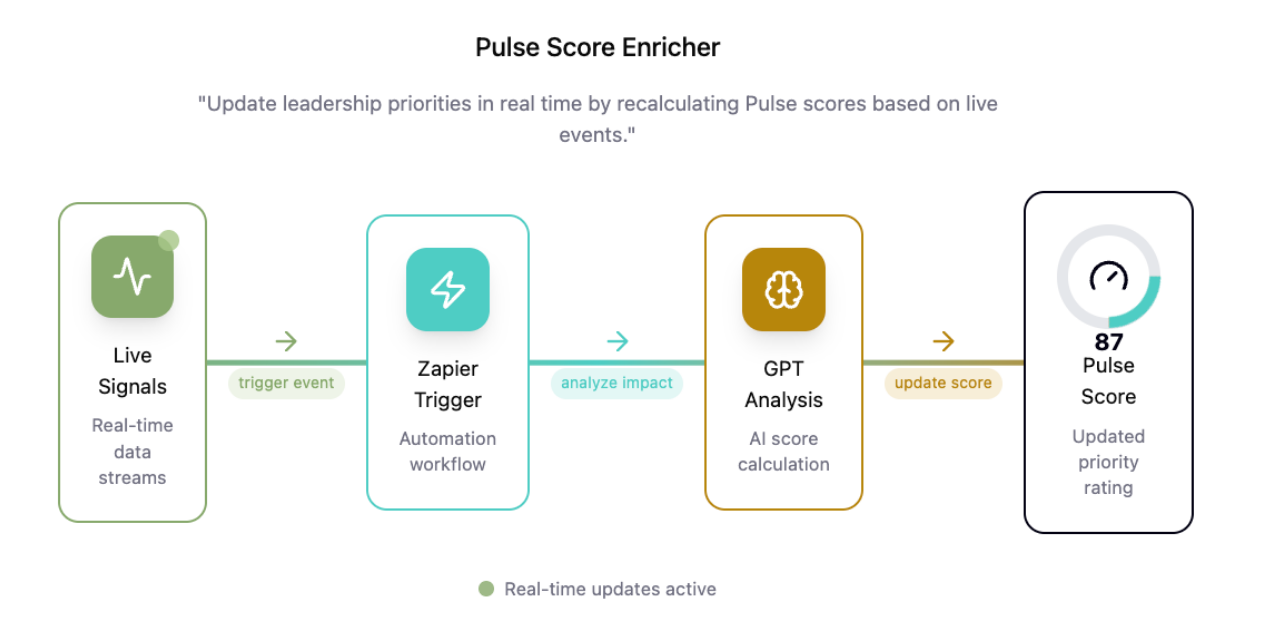 Pulse Score Enricher
"Update leadership priorities in real time by recalculating Pulse scores based on live
events."
Live
Signals
Real-time
data
streams
trigger event
Zapier
Trigger
Automation
workflow
analyze impact
GPT
Analysis
AI score
calculation
update score
87
Pulse
Score
Updated
priority
rating
Real-time updates active